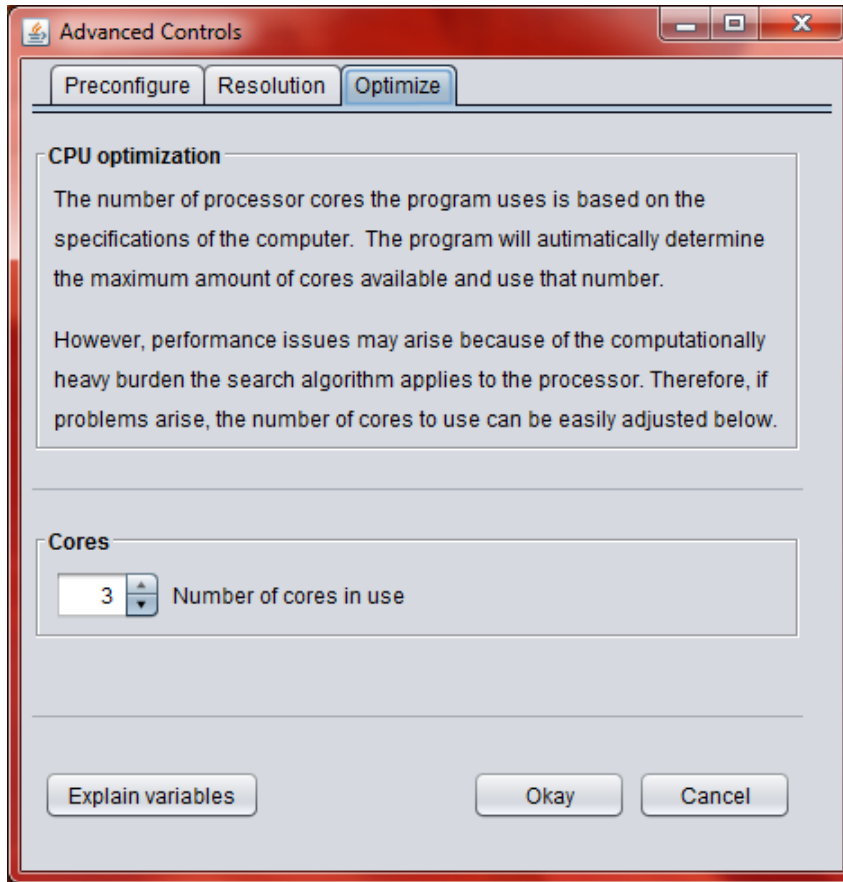 Advanced Controls
Preconfigure Resolution Optimize
CPU optimization
The number of processor cores the program uses is based on the
specifications of the computer.  The program will autimatically determine
the maximum amount of cores available and use that number.
However, performance issues may arise because of the computationally
heavy burden the search algorithm applies to the processor. Therefore, if
problems arise, the number of cores to use can be easily adjusted below.
Cores
3 Number of cores in use
Explain variables Okay Cancel